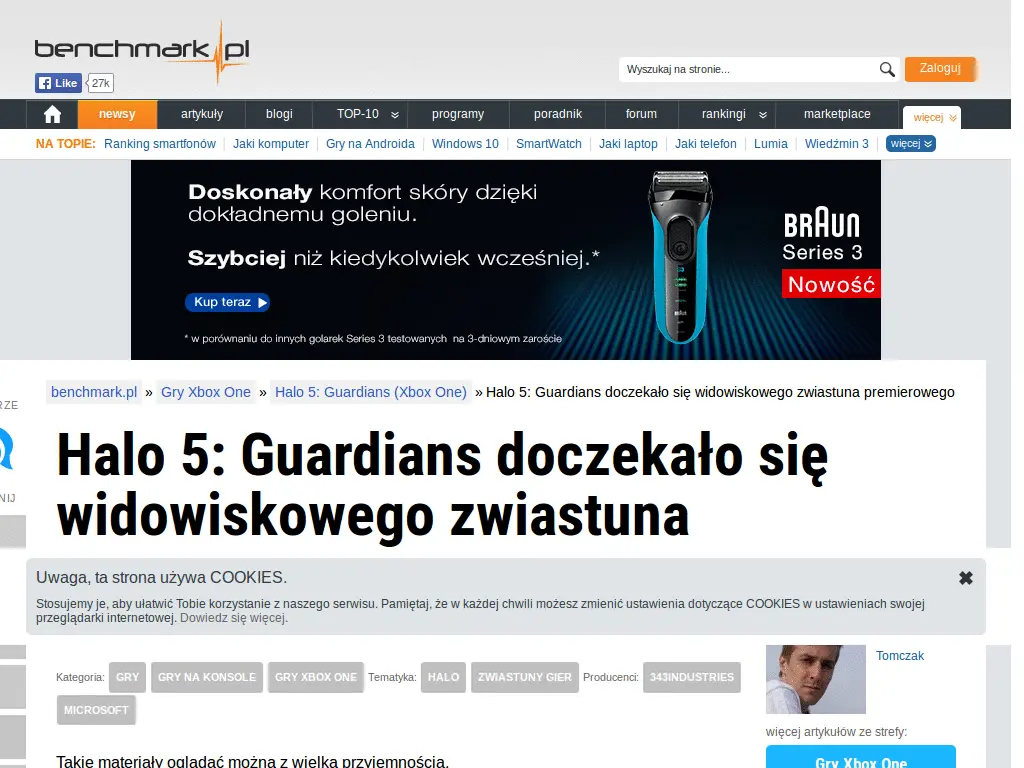 benchmark.pl
Like 27k
Wyszukaj na stronie...
Zaloguj
newsy artykuły blogi TOP-10 programy poradnik forum rankingi marketplace więcej
NA TOPIE: Ranking smartfonów Jaki komputer Gry na Androida Windows 10 SmartWatch Jaki laptop Jaki telefon Lumia Wiedźmin 3 więcej
Doskonały komfort skóry dzięki
dokładnemu goleniu.
Szybciej niż kiedykolwiek wcześniej.*
Kup teraz
* w porównaniu do innych golarek Series 3 testowanych na 3-dniowym zaroście
BRAUN
Series 3
Nowość
benchmark.pl » Gry Xbox One » Halo 5: Guardians (Xbox One) » Halo 5: Guardians doczekało się widowiskowego zwiastuna premierowego
Halo 5: Guardians doczekało się
widowiskowego zwiastuna
Uwaga, ta strona używa COOKIES.
Stosujemy je, aby ułatwić Tobie korzystanie z naszego serwisu. Pamiętaj, że w każdej chwili możesz zmienić ustawienia dotyczące COOKIES w ustawieniach swojej
przeglądarki internetowej. Dowiedz się więcej.
Kategoria: GRY GRY NA KONSOLE GRY XBOX ONE Tematyka: HALO ZWIASTUNY GIER Producenci: 343INDUSTRIES
MICROSOFT
Tomczak
więcej artykułów ze strefy:
Gry Xbox One
Takie materiały oglądać można z wielką przyjemnością.